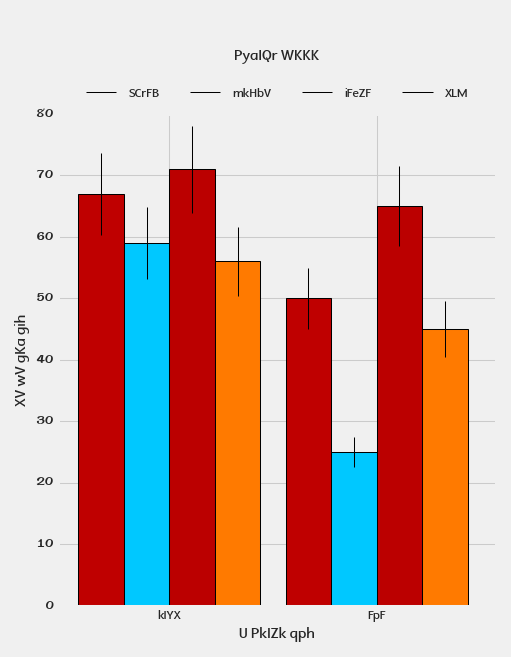 PyaIQr WKKK
SCrFB mkHbV iFeZF XLM
80
70
60
50
40
30
20
10
0
XV wV gKa gih
kIYX FpF
U PkIZk qph